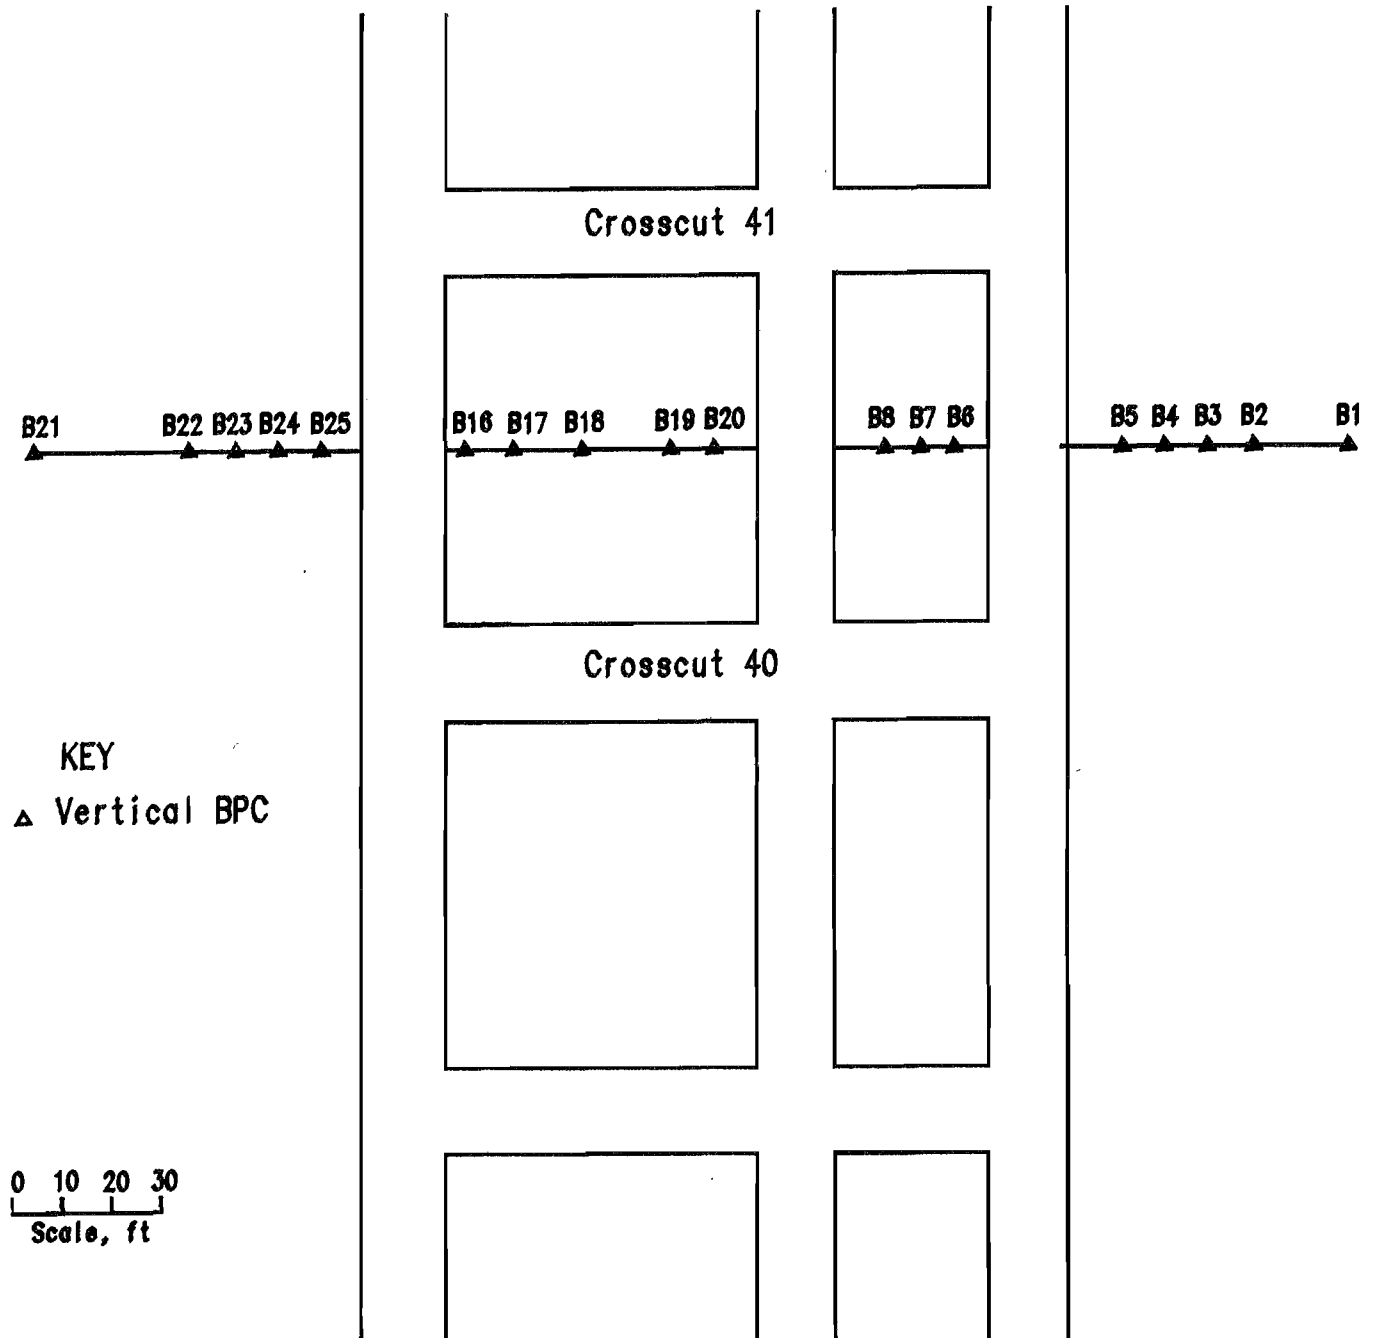 Crosscut 41
B21 B22 B23 B24 B25 B16 B17 B18 B19 B20 B8 B7 B6 B5 B4 B3 B2 B1
Crosscut 40
KEY
Vertical BPC
0 10 20 30
Scale, ft